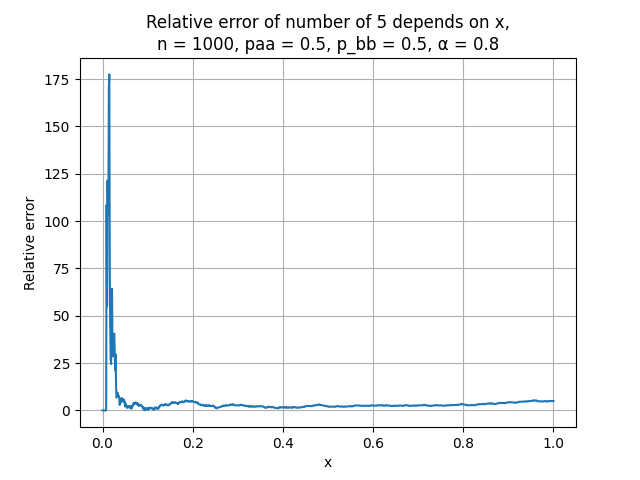 Relative error of number of 5 depends on x,
n = 1000, paa = 0.5, p_bb = 0.5, α = 0.8
175
150
125
100
75
50
25
0
Relative error
0.0 0.2 0.4 0.6 0.8 1.0
x